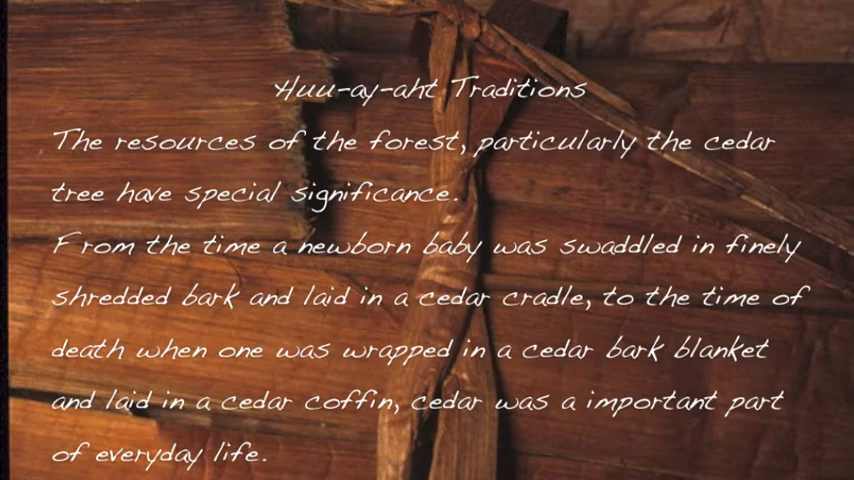 Huu-ay-aht Traditions
The resources of the forest, particularly the cedar
tree have special significance.
From the time a newborn baby was swaddled in finely
shredded bark and laid in a cedar cradle, to the time of
death when one was wrapped in a cedar bark blanket
and laid in a cedar coffin, cedar was a important part
of everyday life.